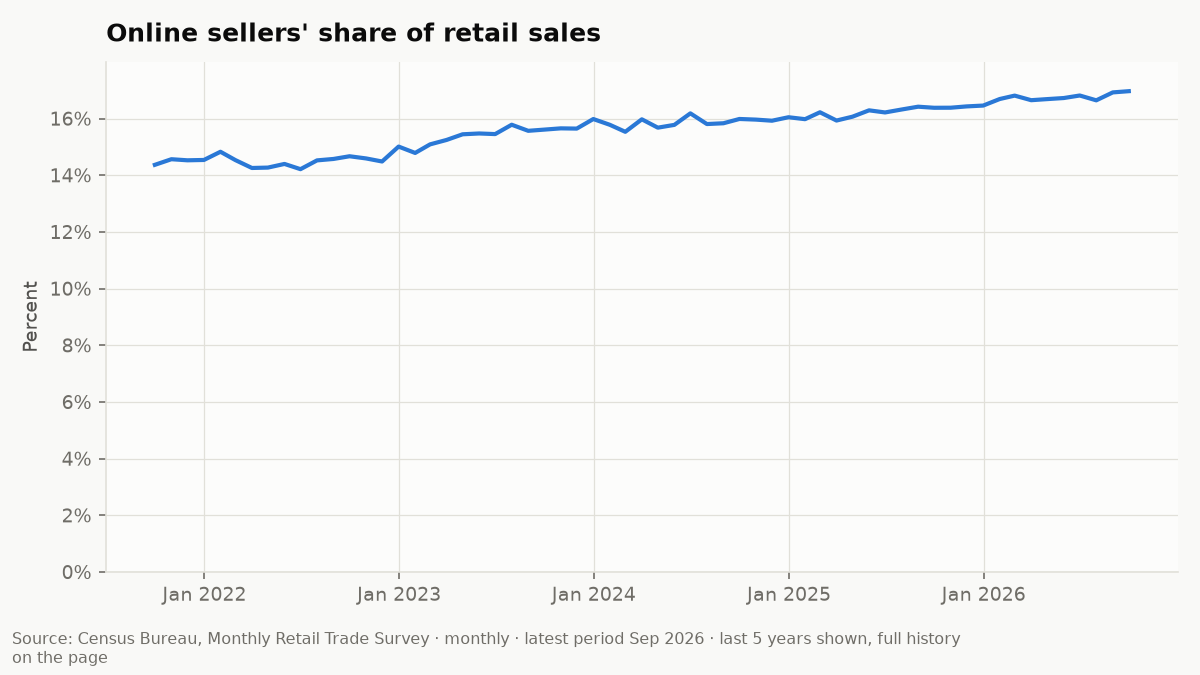 Online sellers' share of retail sales
Percent
16%
14%
12%
10%
8%
6%
4%
2%
0%
Jan 2022
Jan 2023
Jan 2024
Jan 2025
Jan 2026
Source: Census Bureau, Monthly Retail Trade Survey · monthly · latest period Sep 2026 · last 5 years shown, full history
on the page